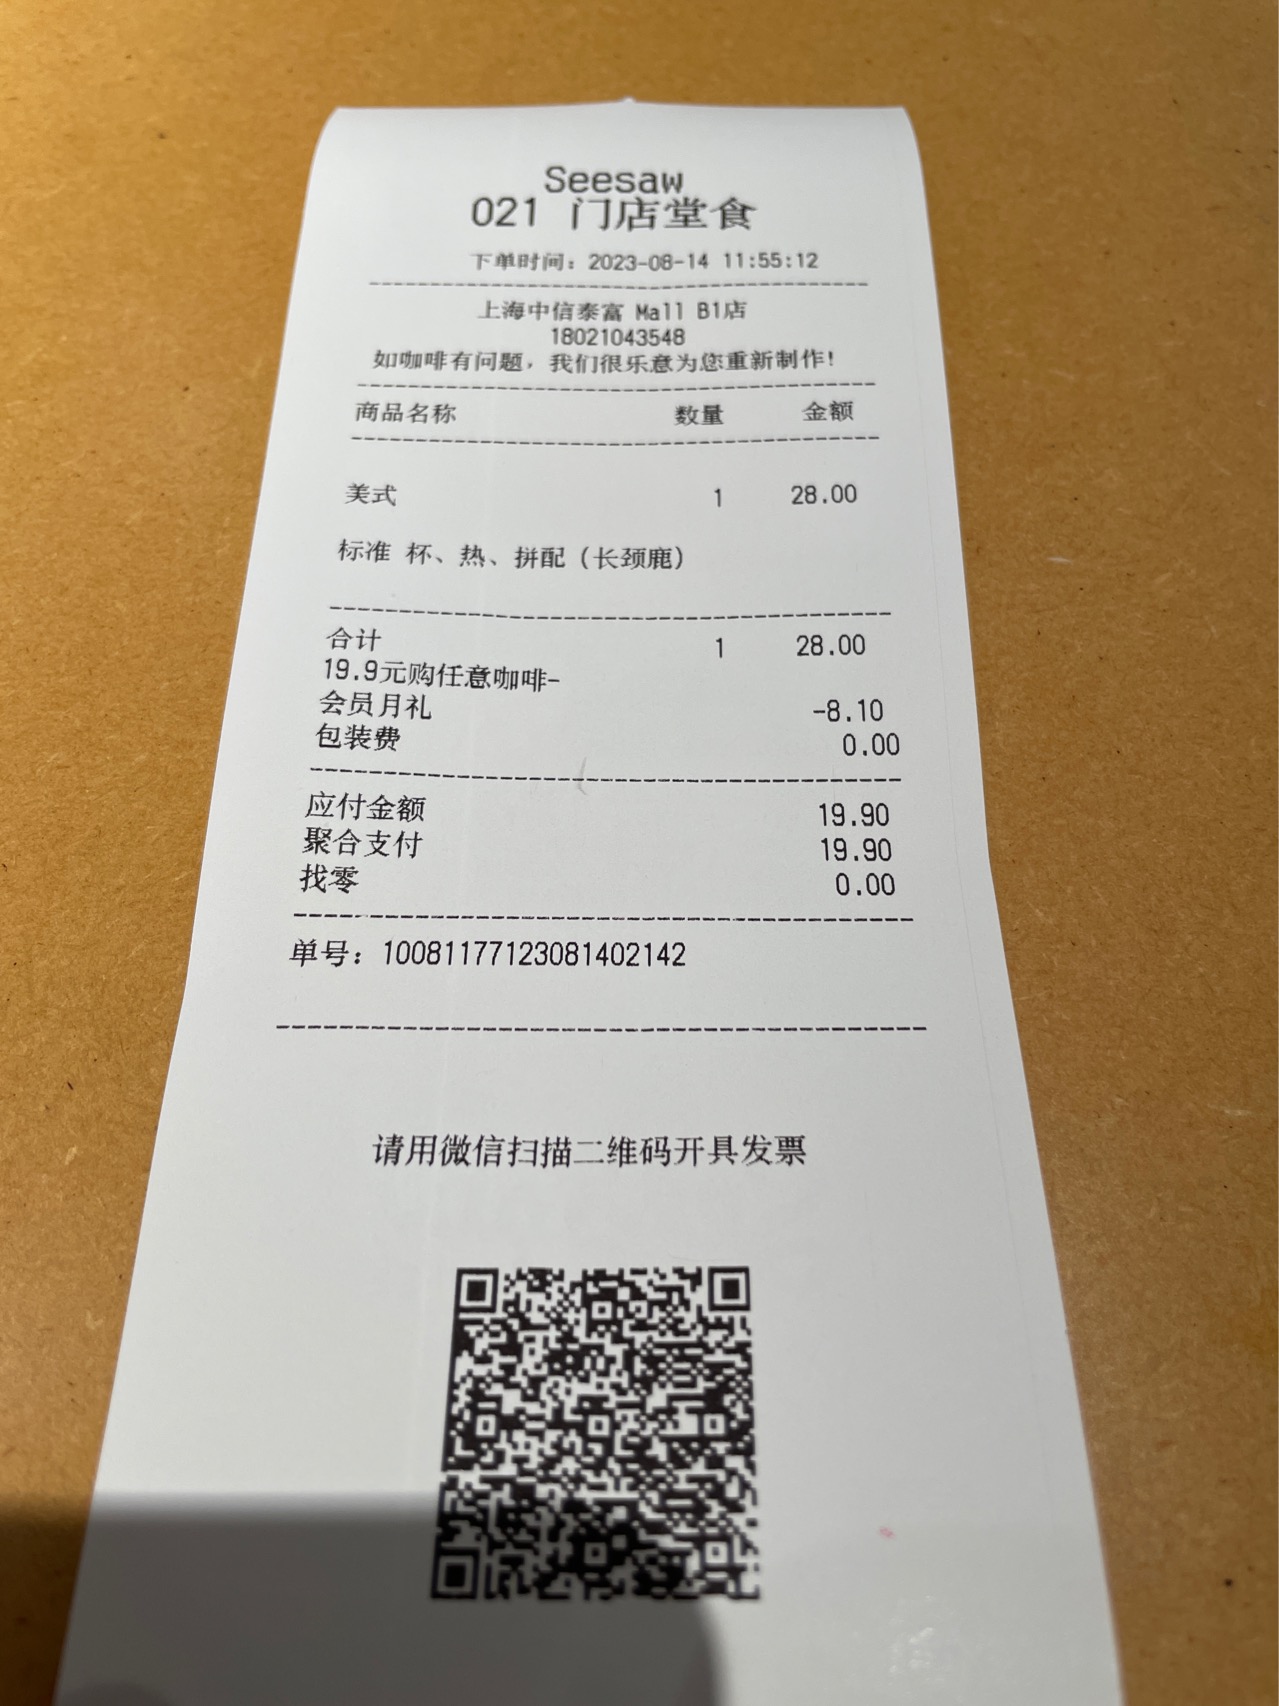 Seesaw
021 门店堂食
下单时间：2023-08-14 11:55:12
上海中信泰富 Mall B1店
18021043548
如咖啡有问题，我们很乐意为您重新制作！
商品名称 数量 金额
美式 1 28.00
标准 杯、热、拼配（长颈鹿）
合计 1 28.00
19.9元购任意咖啡-
会员月礼 -8.10
包装费 0.00
应付金额 19.90
聚合支付 19.90
找零 0.00
单号：10081177123081402142
请用微信扫描二维码开具发票